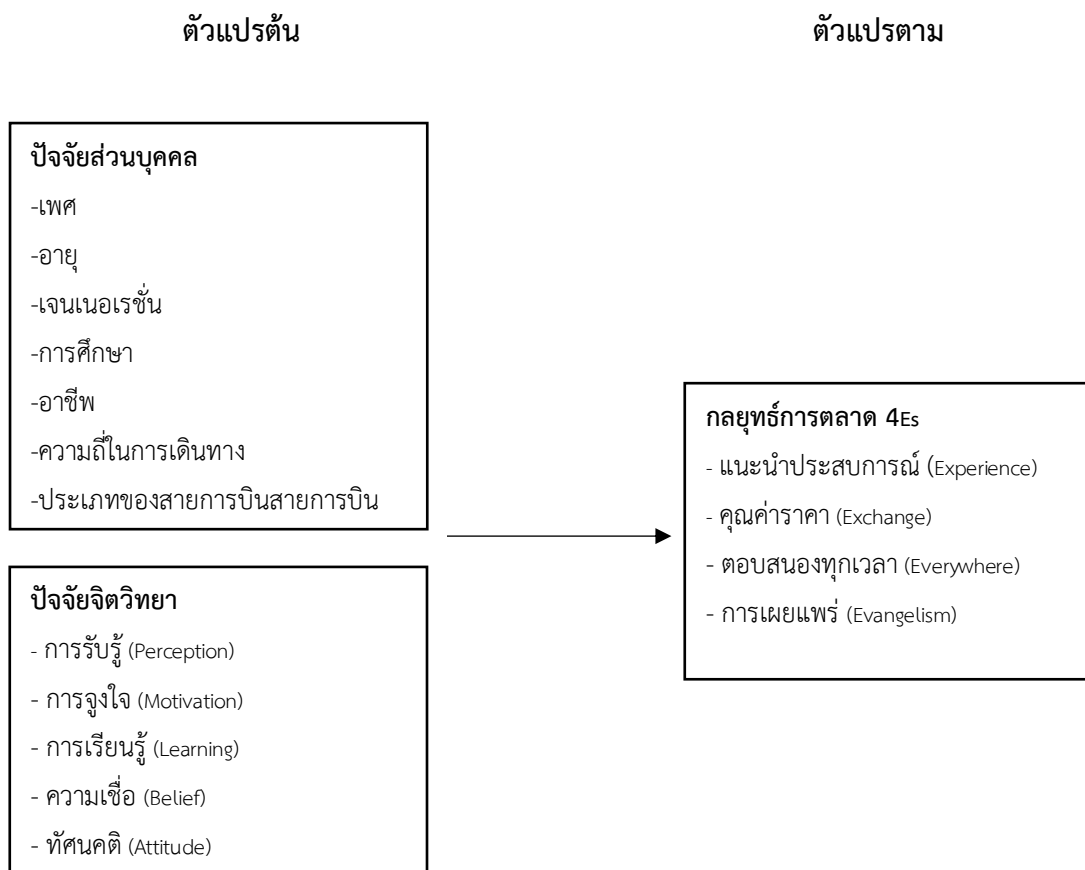 ตัวแปรต้น
ตัวแปรตาม
ปัจจัยส่วนบุคคล
-เพศ
-อายุ
-เจนเนอเรชั่น
-การศึกษา
-อาชีพ
-ความถี่ในการเดินทาง
-ประเภทของสายการบินสายการบิน
ปัจจัยจิตวิทยา
- การรับรู้ (Perception)
- การจูงใจ (Motivation)
- การเรียนรู้ (Learning)
- ความเชื่อ (Belief)
- ทัศนคติ (Attitude)
กลยุทธ์การตลาด 4Es
- แนะนำประสบการณ์ (Experience)
- คุณค่าราคา (Exchange)
- ตอบสนองทุกเวลา (Everywhere)
- การเผยแพร่ (Evangelism)